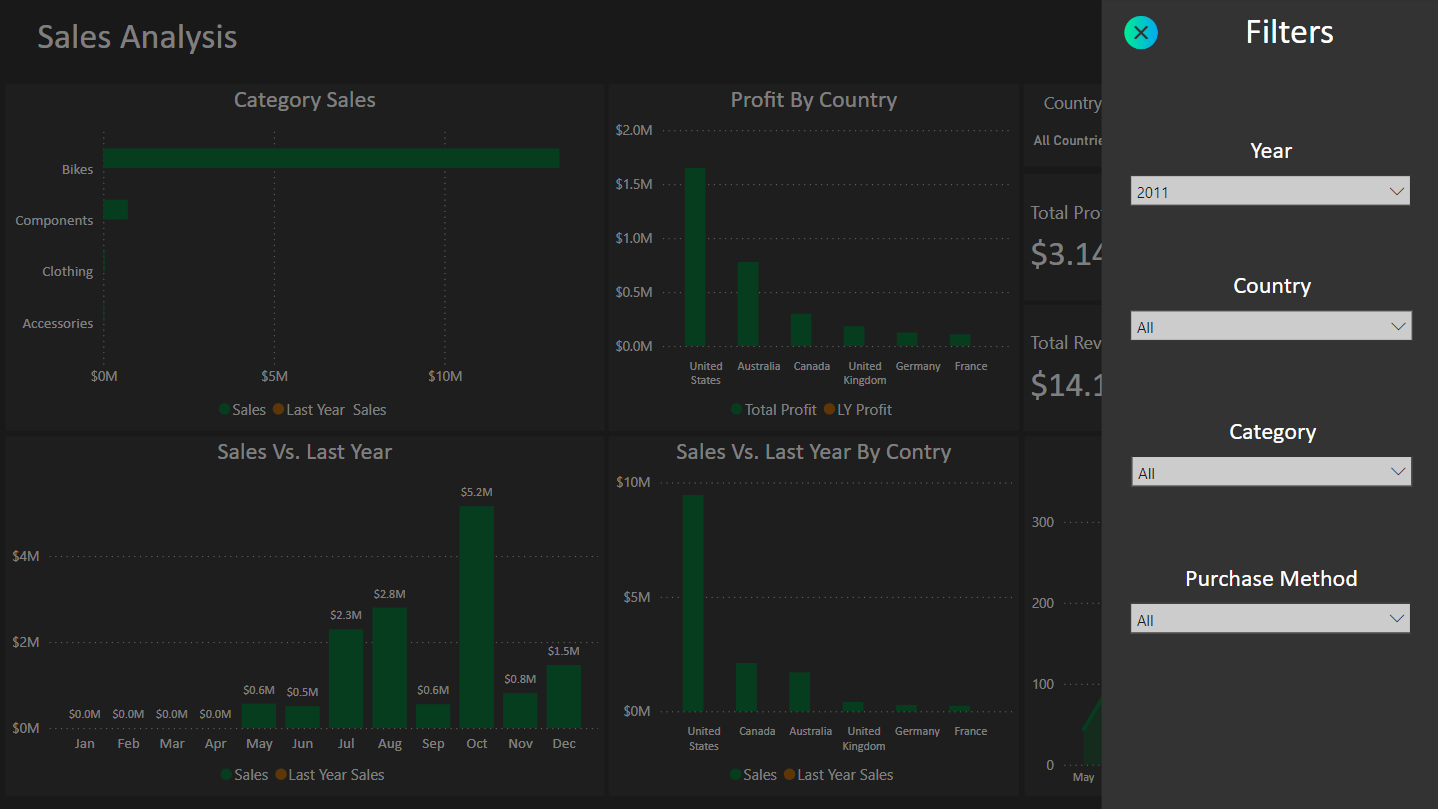 Sales Analysis
Filters
Category Sales
Bikes
Components
Clothing
Accessories
$0M $5M $10M
Sales Last Year Sales
Profit By Country
$2.0M
$1.5M
$1.0M
$0.5M
$0.0M
United States Australia Canada United Kingdom Germany France
Total Profit LY Profit
Country
All Countrie
Total Pro
$3.14
Total Rev
$14.1
Sales Vs. Last Year
$4M
$2M
$0M
$0.0M $0.0M $0.0M $0.0M $0.6M $0.5M $2.3M $2.8M $0.6M $5.2M $0.8M $1.5M
Jan Feb Mar Apr May Jun Jul Aug Sep Oct Nov Dec
Sales Last Year Sales
Sales Vs. Last Year By Contry
$10M
$5M
$0M
United States Canada Australia United Kingdom Germany France
Sales Last Year Sales
300
200
100
0
May
Year
2011
Country
All
Category
All
Purchase Method
All